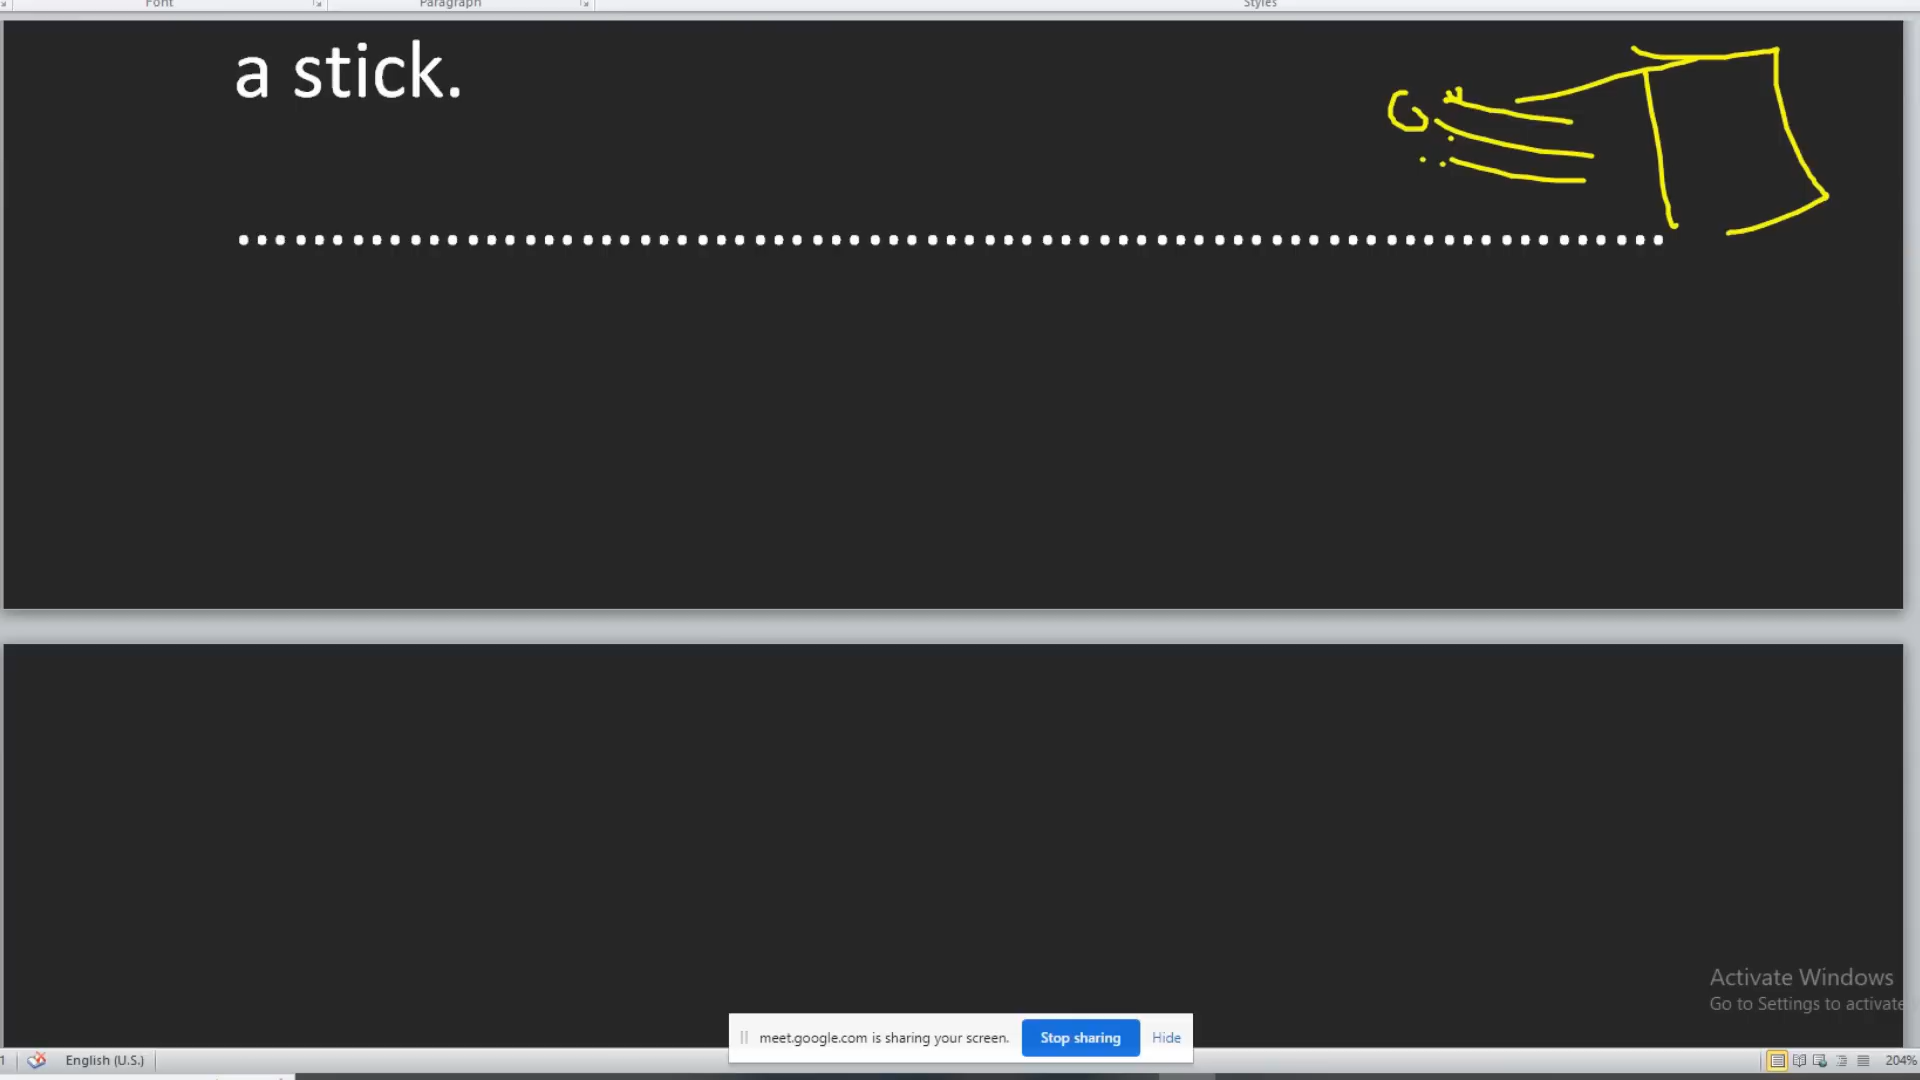 Font Paragraph Styles
a stick.
..........................................................................
Activate Windows
Go to Settings to activate
meet.google.com is sharing your screen. Stop sharing Hide
1 English (U.S.) 204%